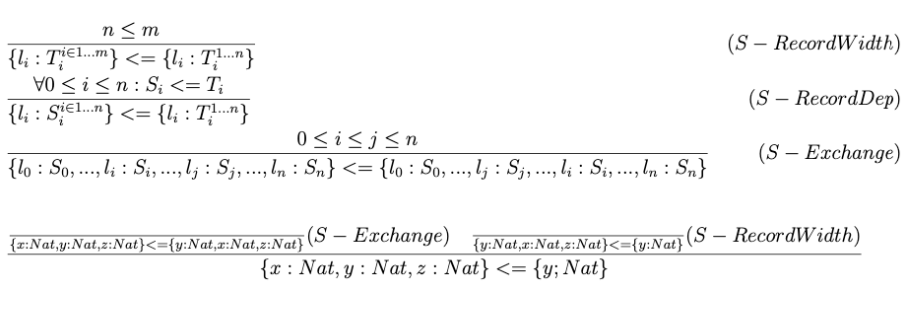 n ≤ m
{l_i : T_i^{i∈1...m}} <= {l_i : T_i^{1...n}} (S − RecordWidth)
∀0 ≤ i ≤ n : S_i <= T_i
{l_i : S_i^{i∈1...n}} <= {l_i : T_i^{1...n}} (S − RecordDep)
0 ≤ i ≤ j ≤ n
{l_0 : S_0, ..., l_i : S_i, ..., l_j : S_j, ..., l_n : S_n} <= {l_0 : S_0, ..., l_j : S_j, ..., l_i : S_i, ..., l_n : S_n} (S − Exchange)
{x:Nat,y:Nat,z:Nat}<={y:Nat,x:Nat,z:Nat} (S − Exchange) {y:Nat,x:Nat,z:Nat}<={y:Nat} (S − RecordWidth)
{x : Nat, y : Nat, z : Nat} <= {y; Nat}